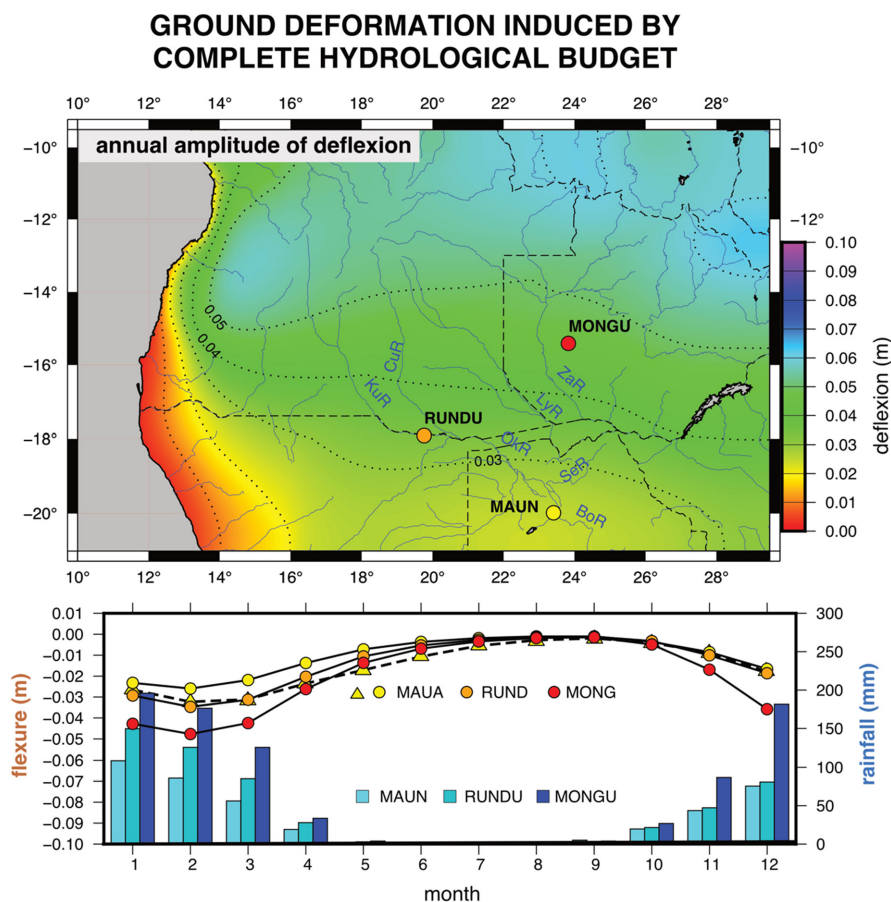 GROUND DEFORMATION INDUCED BY
COMPLETE HYDROLOGICAL BUDGET
10° 12° 14° 16° 18° 20° 22° 24° 26° 28°
annual amplitude of deflexion
−10° −10°
−12° −12°
−14°
−16°
−18°
−20°
0.05
0.04
0.03
MONGU
RUNDU
MAUN
CuR
KuR
ZaR
LyR
OkR
SeR
BoR
10° 12° 14° 16° 18° 20° 22° 24° 26° 28°
0.10
0.09
0.08
0.07
0.06
0.05
0.04
0.03
0.02
0.01
0.00
deflexion (m)
flexure (m)
0.01
0.00
−0.01
−0.02
−0.03
−0.04
−0.05
−0.06
−0.07
−0.08
−0.09
−0.10
MAUA RUND MONG
MAUN RUNDU MONGU
300
250
200
150
100
50
0
rainfall (mm)
1 2 3 4 5 6 7 8 9 10 11 12
month